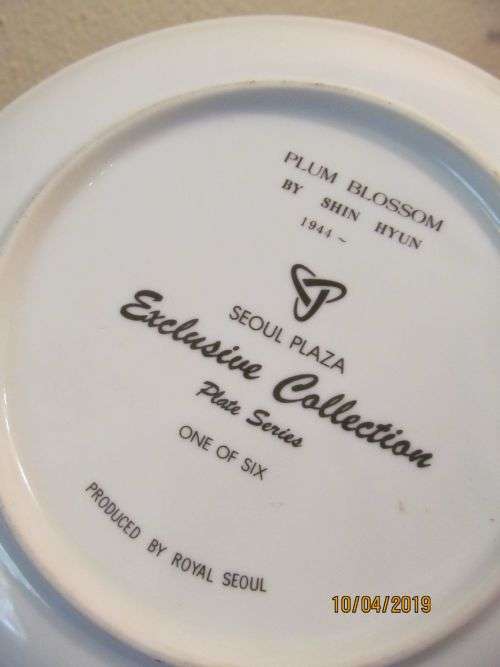 PLUM BLOSSOM
BY SHIN HYUN
1944~
SEOUL PLAZA
Exclusive Collection
Plate Series
ONE OF SIX
PRODUCED BY ROYAL SEOUL
10/04/2019